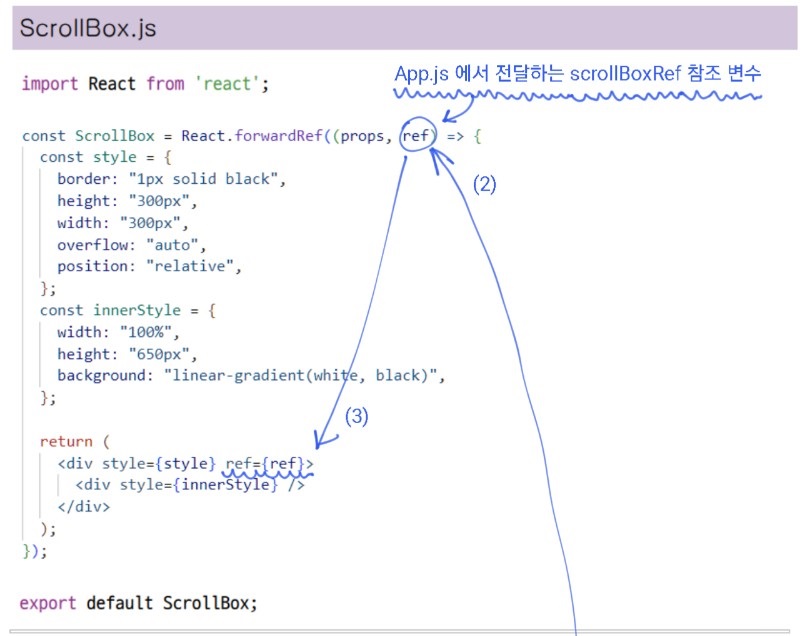 ScrollBox.js
import React from 'react';
App.js 에서 전달하는 scrollBoxRef 참조 변수
const ScrollBox = React.forwardRef((props, ref) => {
const style = {
(2)
border: "1px solid black",
height: "300px",
width: "300px",
overflow: "auto",
position: "relative",
};
const innerStyle = {
width: "100%",
height: "650px",
background: "linear-gradient(white, black)",
};
(3)
return (
<div style={style} ref={ref}>
<div style={innerStyle} />
</div>
);
});
export default ScrollBox;